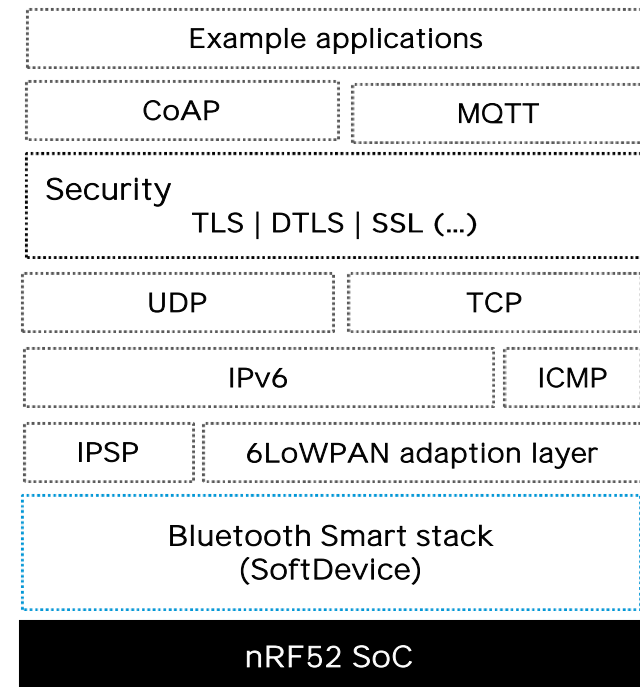 Example applications
CoAP
MQTT
Security
TLS | DTLS | SSL (...)
UDP
TCP
IPv6
ICMP
IPSP
6LoWPAN adaption layer
Bluetooth Smart stack
(SoftDevice)
nRF52 SoC